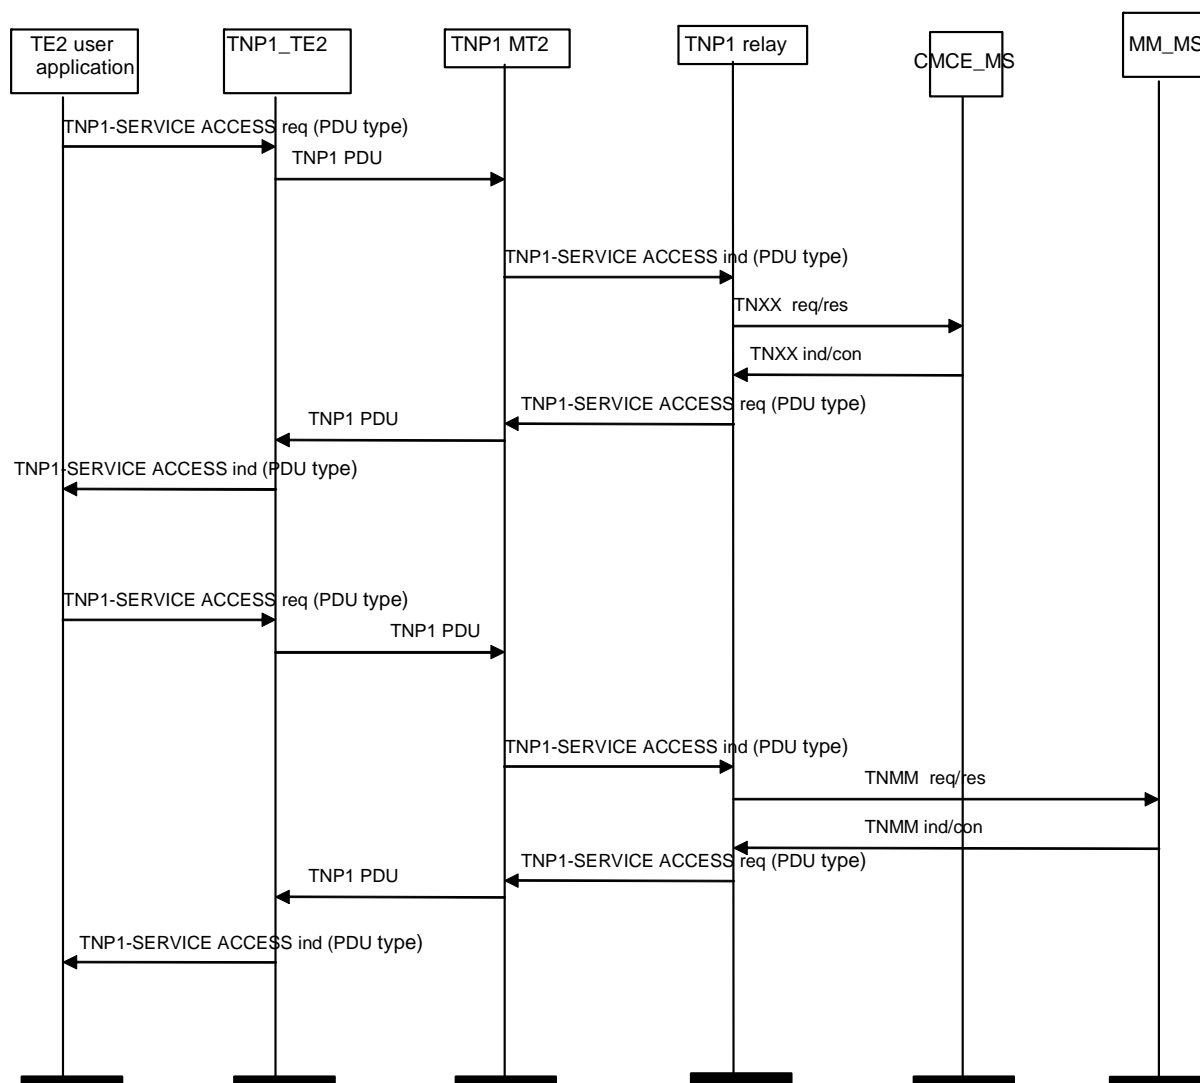 TE2 user
application
TNP1_TE2
TNP1 MT2
TNP1 relay
CMCE_MS
MM_MS
TNP1-SERVICE ACCESS req (PDU type)
TNP1 PDU
TNP1-SERVICE ACCESS ind (PDU type)
TNXX req/res
TNXX ind/con
TNP1-SERVICE ACCESS req (PDU type)
TNP1 PDU
TNP1-SERVICE ACCESS ind (PDU type)
TNP1-SERVICE ACCESS req (PDU type)
TNP1 PDU
TNP1-SERVICE ACCESS ind (PDU type)
TNMM req/res
TNMM ind/con
TNP1-SERVICE ACCESS req (PDU type)
TNP1 PDU
TNP1-SERVICE ACCESS ind (PDU type)